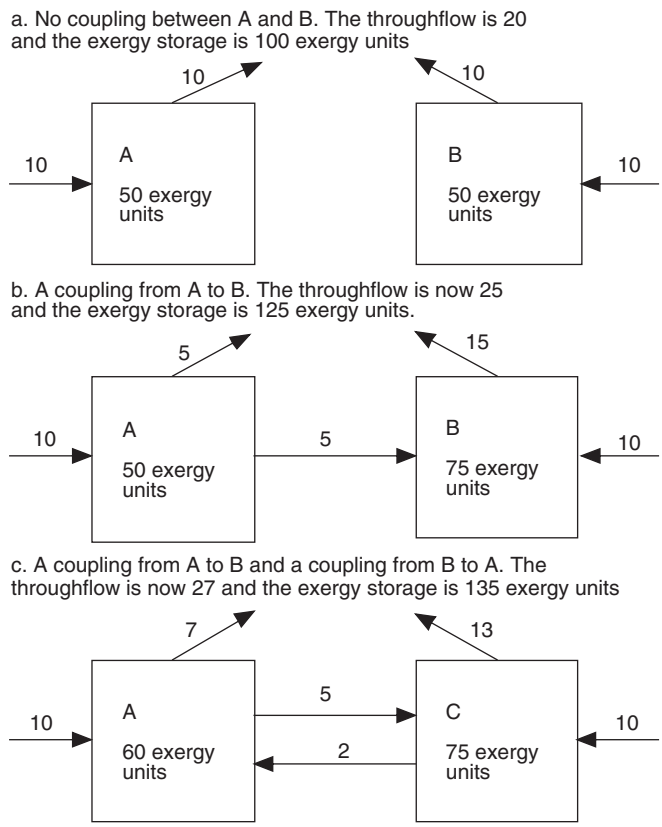 a. No coupling between A and B. The throughflow is 20
and the exergy storage is 100 exergy units
10
10
10
A
50 exergy
units
B
50 exergy
units
10
b. A coupling from A to B. The throughflow is now 25
and the exergy storage is 125 exergy units.
5
15
10
A
50 exergy
units
5
B
75 exergy
units
10
c. A coupling from A to B and a coupling from B to A. The
throughflow is now 27 and the exergy storage is 135 exergy units
7
13
10
A
60 exergy
units
5
2
C
75 exergy
units
10